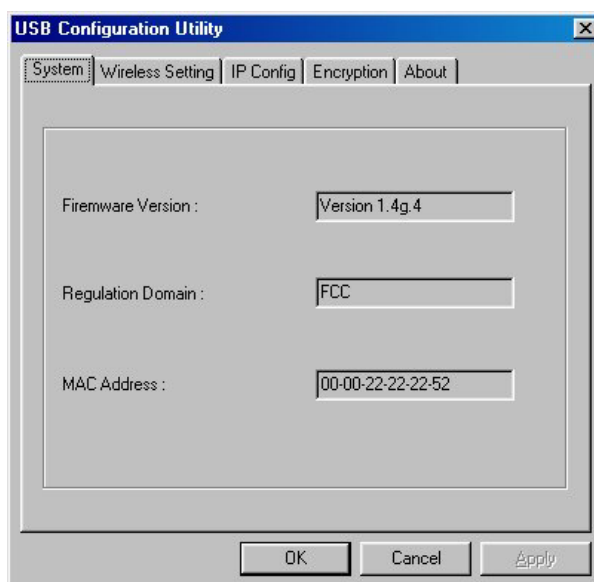 USB Configuration Utility
System Wireless Setting IP Config Encryption About
Firemware Version : Version 1.4g.4
Regulation Domain : FCC
MAC Address : 00-00-22-22-22-52
OK Cancel Apply